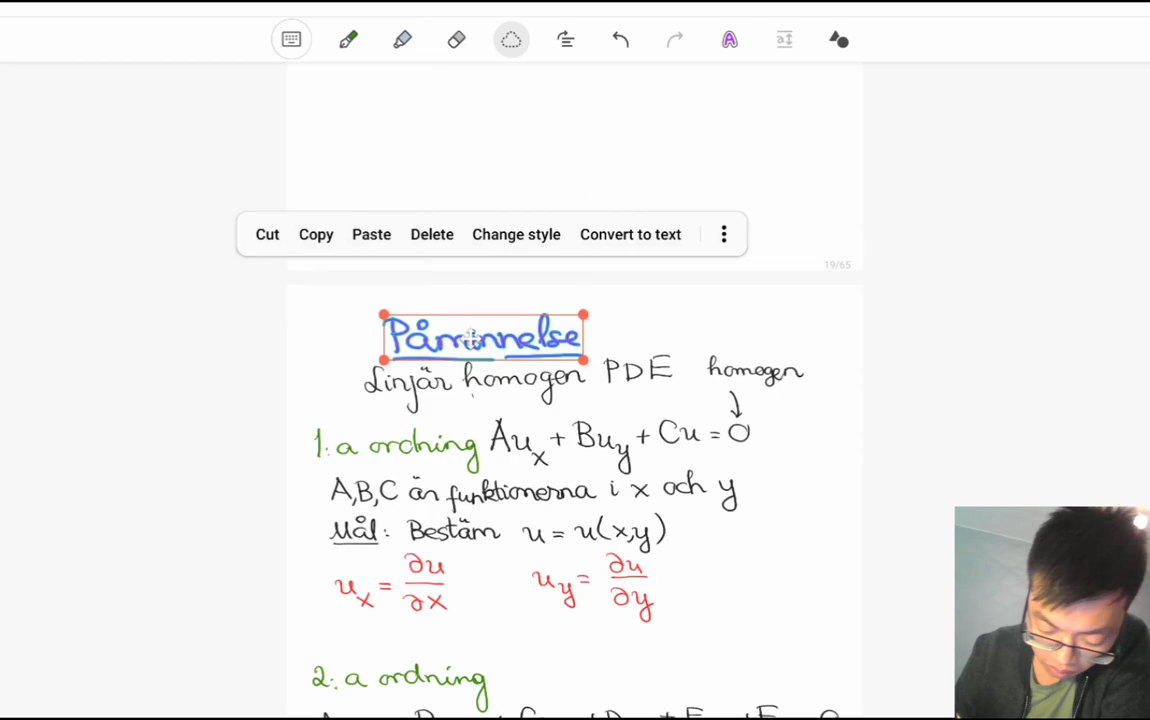 Cut Copy Paste Delete Change style Convert to text
19/65
Påminnelse
Linjär homogen PDE homogen
↓
1:a ordning Au_x + Bu_y + Cu = 0
A,B,C är funktionerna i x och y
Mål: Bestäm u = u(x,y)
u_x = ∂u/∂x u_y = ∂u/∂y
2:a ordning